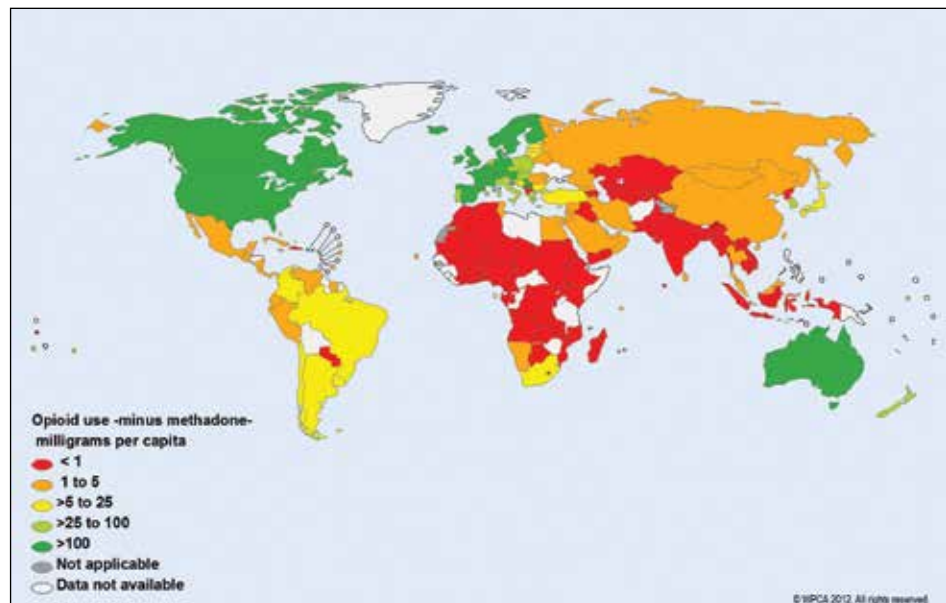 Opioid use -minus methadone-
milligrams per capita
< 1
1 to 5
>5 to 25
>25 to 100
>100
Not applicable
Data not available
© WPCA 2012. All rights reserved.